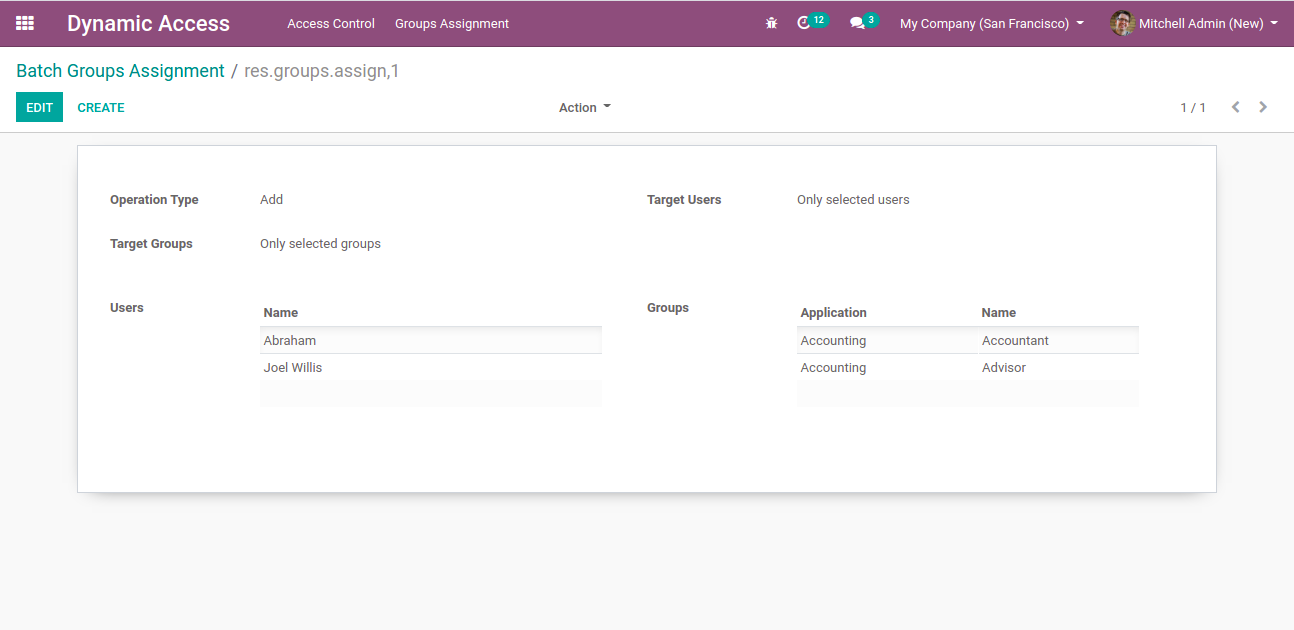 Dynamic Access Access Control Groups Assignment 12 3 My Company (San Francisco) Mitchell Admin (New)
Batch Groups Assignment / res.groups.assign,1
EDIT CREATE Action 1 / 1
Operation Type Add Target Users Only selected users
Target Groups Only selected groups
Users Groups
Name Application Name
Abraham Accounting Accountant
Joel Willis Accounting Advisor